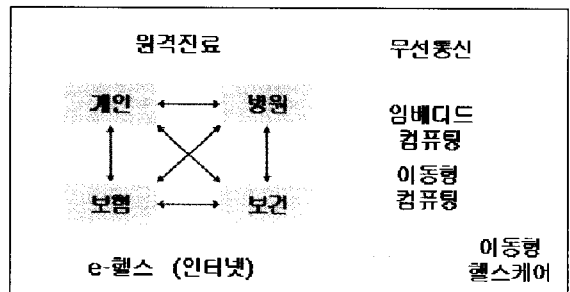 원격진료
무선통신
개인
병원
임베디드
컴퓨팅
이동형
컴퓨팅
보험
보건
e-헬스 (인터넷)
이동형
헬스케어